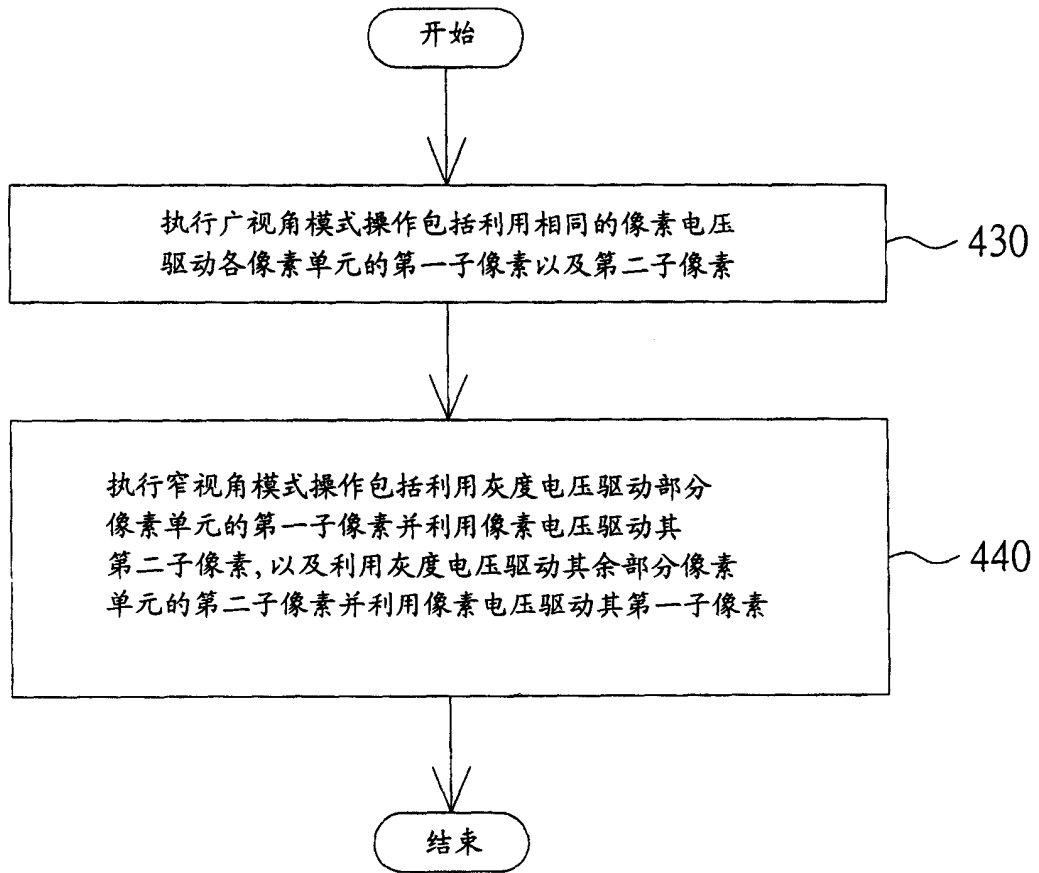 开始
执行广视角模式操作包括利用相同的像素电压
驱动各像素单元的第一子像素以及第二子像素
430
执行窄视角模式操作包括利用灰度电压驱动部分
像素单元的第一子像素并利用像素电压驱动其
第二子像素,以及利用灰度电压驱动其余部分像素
单元的第二子像素并利用像素电压驱动其第一子像素
440
结束